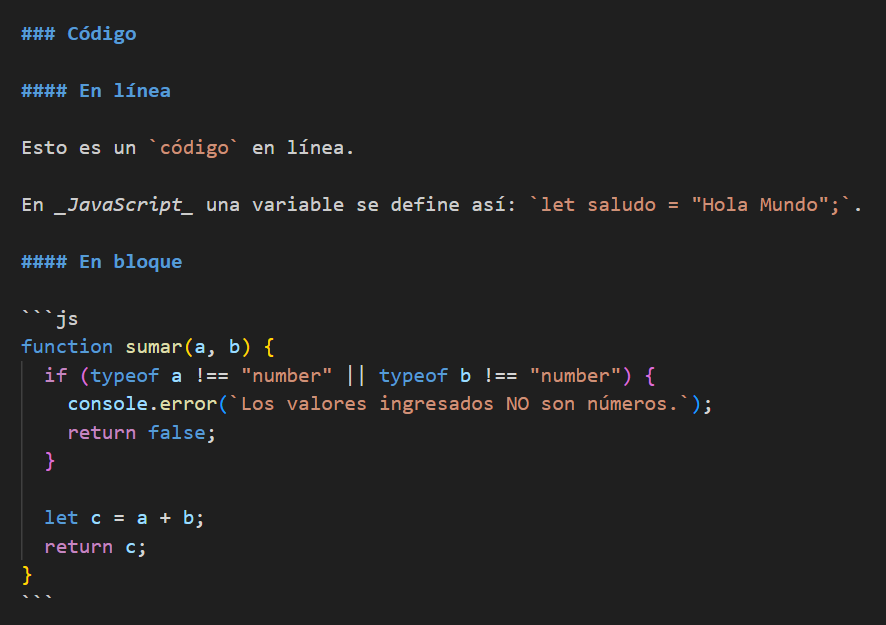 ### Código
#### En línea
Esto es un `código` en línea.
En _JavaScript_ una variable se define así: `let saludo = "Hola Mundo";`.
#### En bloque
```js
function sumar(a, b) {
  if (typeof a !== "number" || typeof b !== "number") {
    console.error(`Los valores ingresados NO son números.`);
    return false;
  }
  let c = a + b;
  return c;
}
```